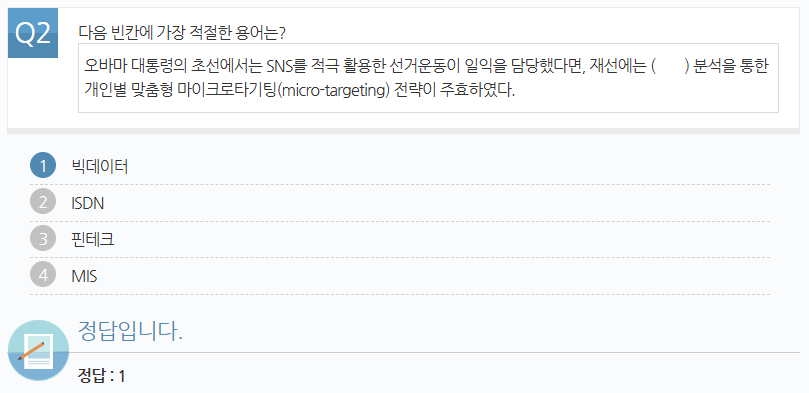 Q2
다음 빈칸에 가장 적절한 용어는?
오바마 대통령의 초선에서는 SNS를 적극 활용한 선거운동이 일익을 담당했다면, 재선에는 (      ) 분석을 통한
개인별 맞춤형 마이크로타기팅(micro-targeting) 전략이 주효하였다.
1 빅데이터
2 ISDN
3 핀테크
4 MIS
정답입니다.
정답 : 1